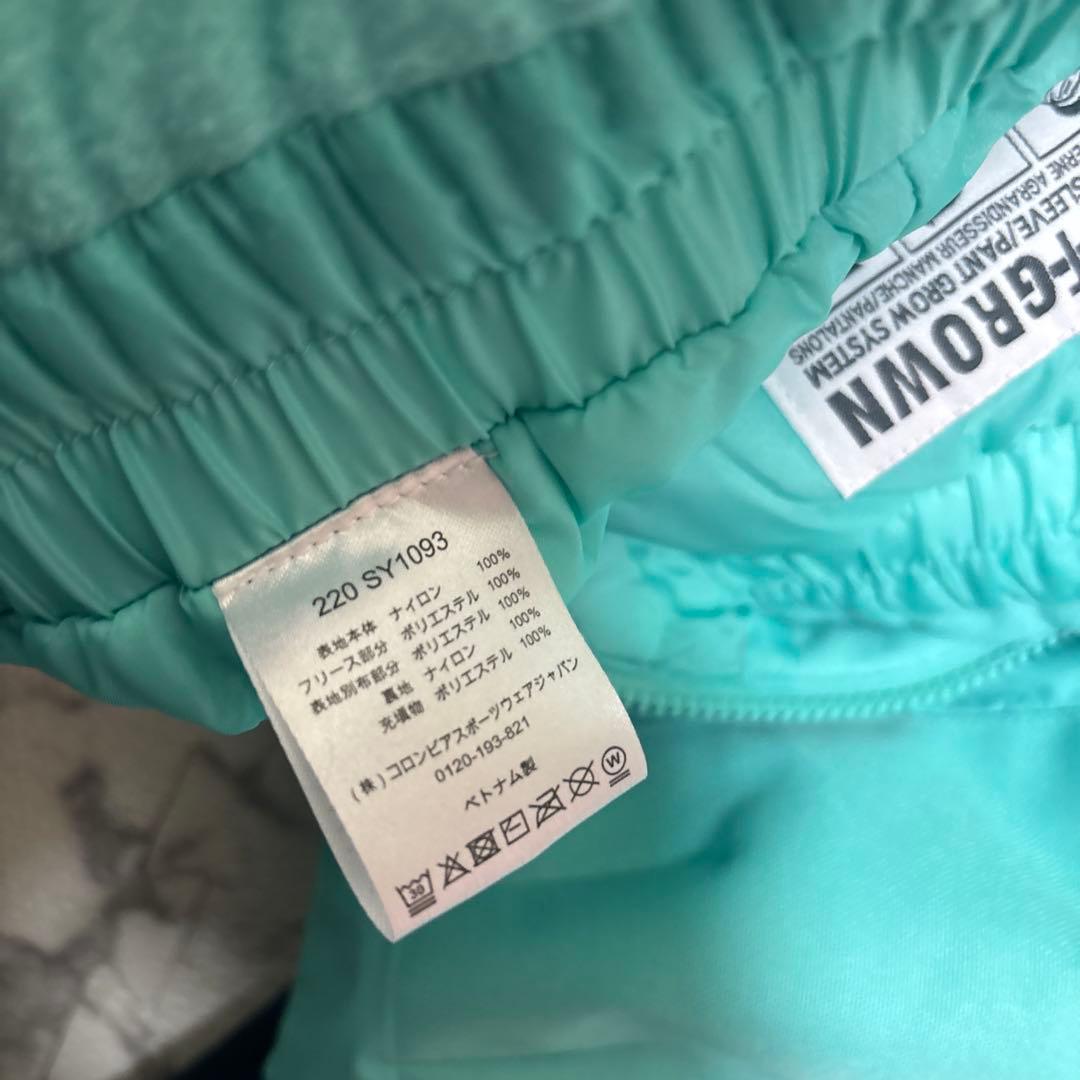 220 SY1093
表地本体 ナイロン 100%
フリース部分 ポリエステル 100%
表地別布部分 ポリエステル 100%
裏地 ナイロン 100%
充填物 ポリエステル 100%
(株)コロンビアスポーツウェアジャパン
0120-193-821
ベトナム製
30
W
T-GROWN
SLEEVE/PANT GROW SYSTEM
AGRANDISSEUR MANCHE/PANTALONS